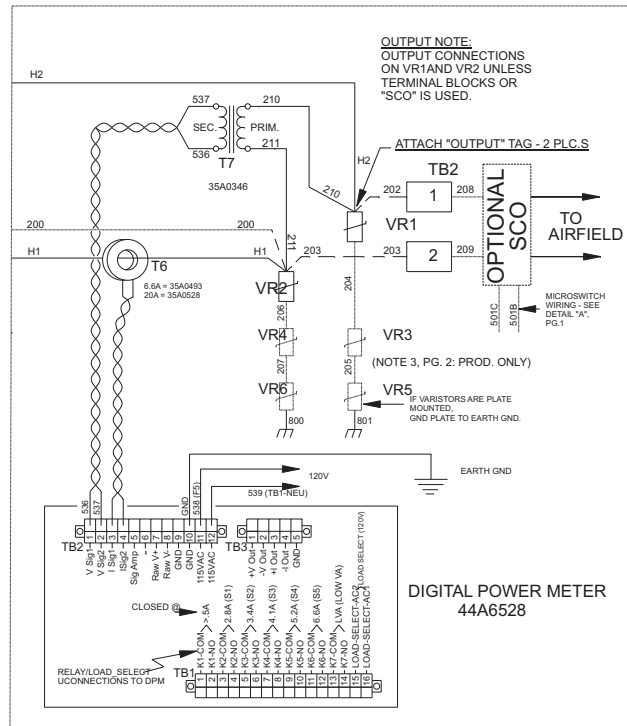 OUTPUT NOTE:
OUTPUT CONNECTIONS
ON VR1AND VR2 UNLESS
TERMINAL BLOCKS OR
"SCO" IS USED.
H2
537
210
SEC.
PRIM.
536
211
T7
35A0346
H2
ATTACH "OUTPUT" TAG - 2 PLC.S
210
TB2
202
1
208
VR1
OPTIONAL
SCO
TO
AIRFIELD
200
200
211
203
203
2
209
H1
T6
H1
6.6A = 35A0493
20A = 35A0528
VR2
204
206
501C
501B
MICROSWITCH
WIRING - SEE
DETAIL "A",
PG.1
VR4
VR3
207
205
(NOTE 3, PG. 2: PROD. ONLY)
VR6
VR5
IF VARISTORS ARE PLATE
MOUNTED,
GND PLATE TO EARTH GND.
800
801
120V
EARTH GND
539 (TB1-NEU)
536
537
GND
538 (F5)
1
2
3
4
5
6
7
8
9
10
11
12
TB2
V Sig1
V Sig2
I Sig1
ISig2
Sig Amp
-
Raw V+
Raw V-
GND
GND
115VAC
115VAC
1
2
3
4
5
TB3
+V Out
-V Out
+I Out
-I Out
GND
DIGITAL POWER METER
44A6528
CLOSED @
>.5A
2.8A (S1)
3.4A (S2)
4.1A (S3)
5.2A (S4)
6.6A (S5)
LVA (LOW VA)
LOAD SELECT (120V)
RELAY/LOAD_SELECT
UCONNECTIONS TO DPM
K1-COM
K1-NO
K2-COM
K2-NO
K3-COM
K3-NO
K4-COM
K4-NO
K5-COM
K5-NO
K6-COM
K6-NO
K7-COM
K7-NO
LOAD-SELECT-AC2
LOAD-SELECT-AC1
TB1
1
2
3
4
5
6
7
8
9
10
11
12
13
14
15
16